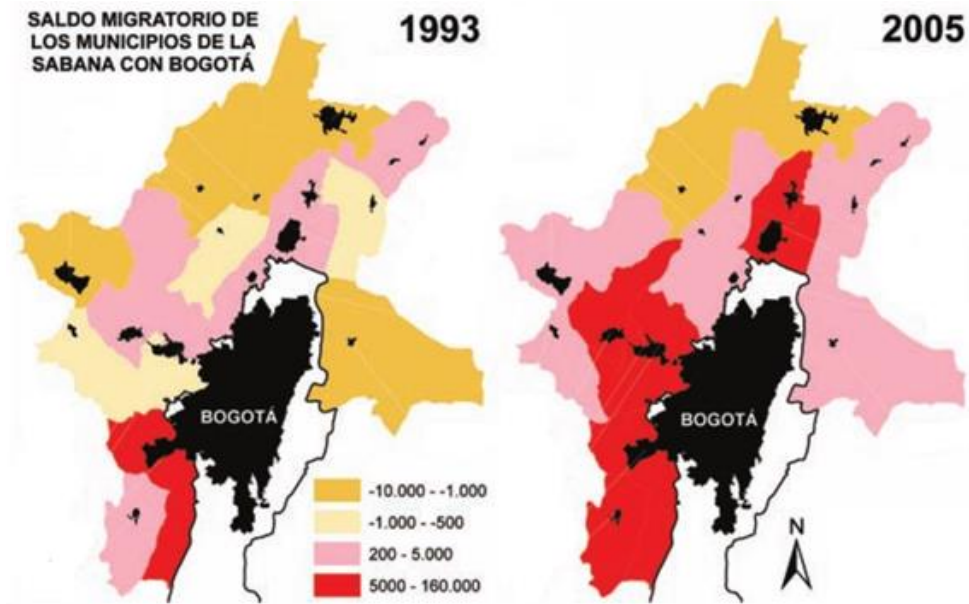 SALDO MIGRATORIO DE
LOS MUNICIPIOS DE LA
SABANA CON BOGOTÁ
1993
2005
BOGOTÁ
BOGOTÁ
-10.000 - -1.000
-1.000 - -500
200 - 5.000
5000 - 160.000
N